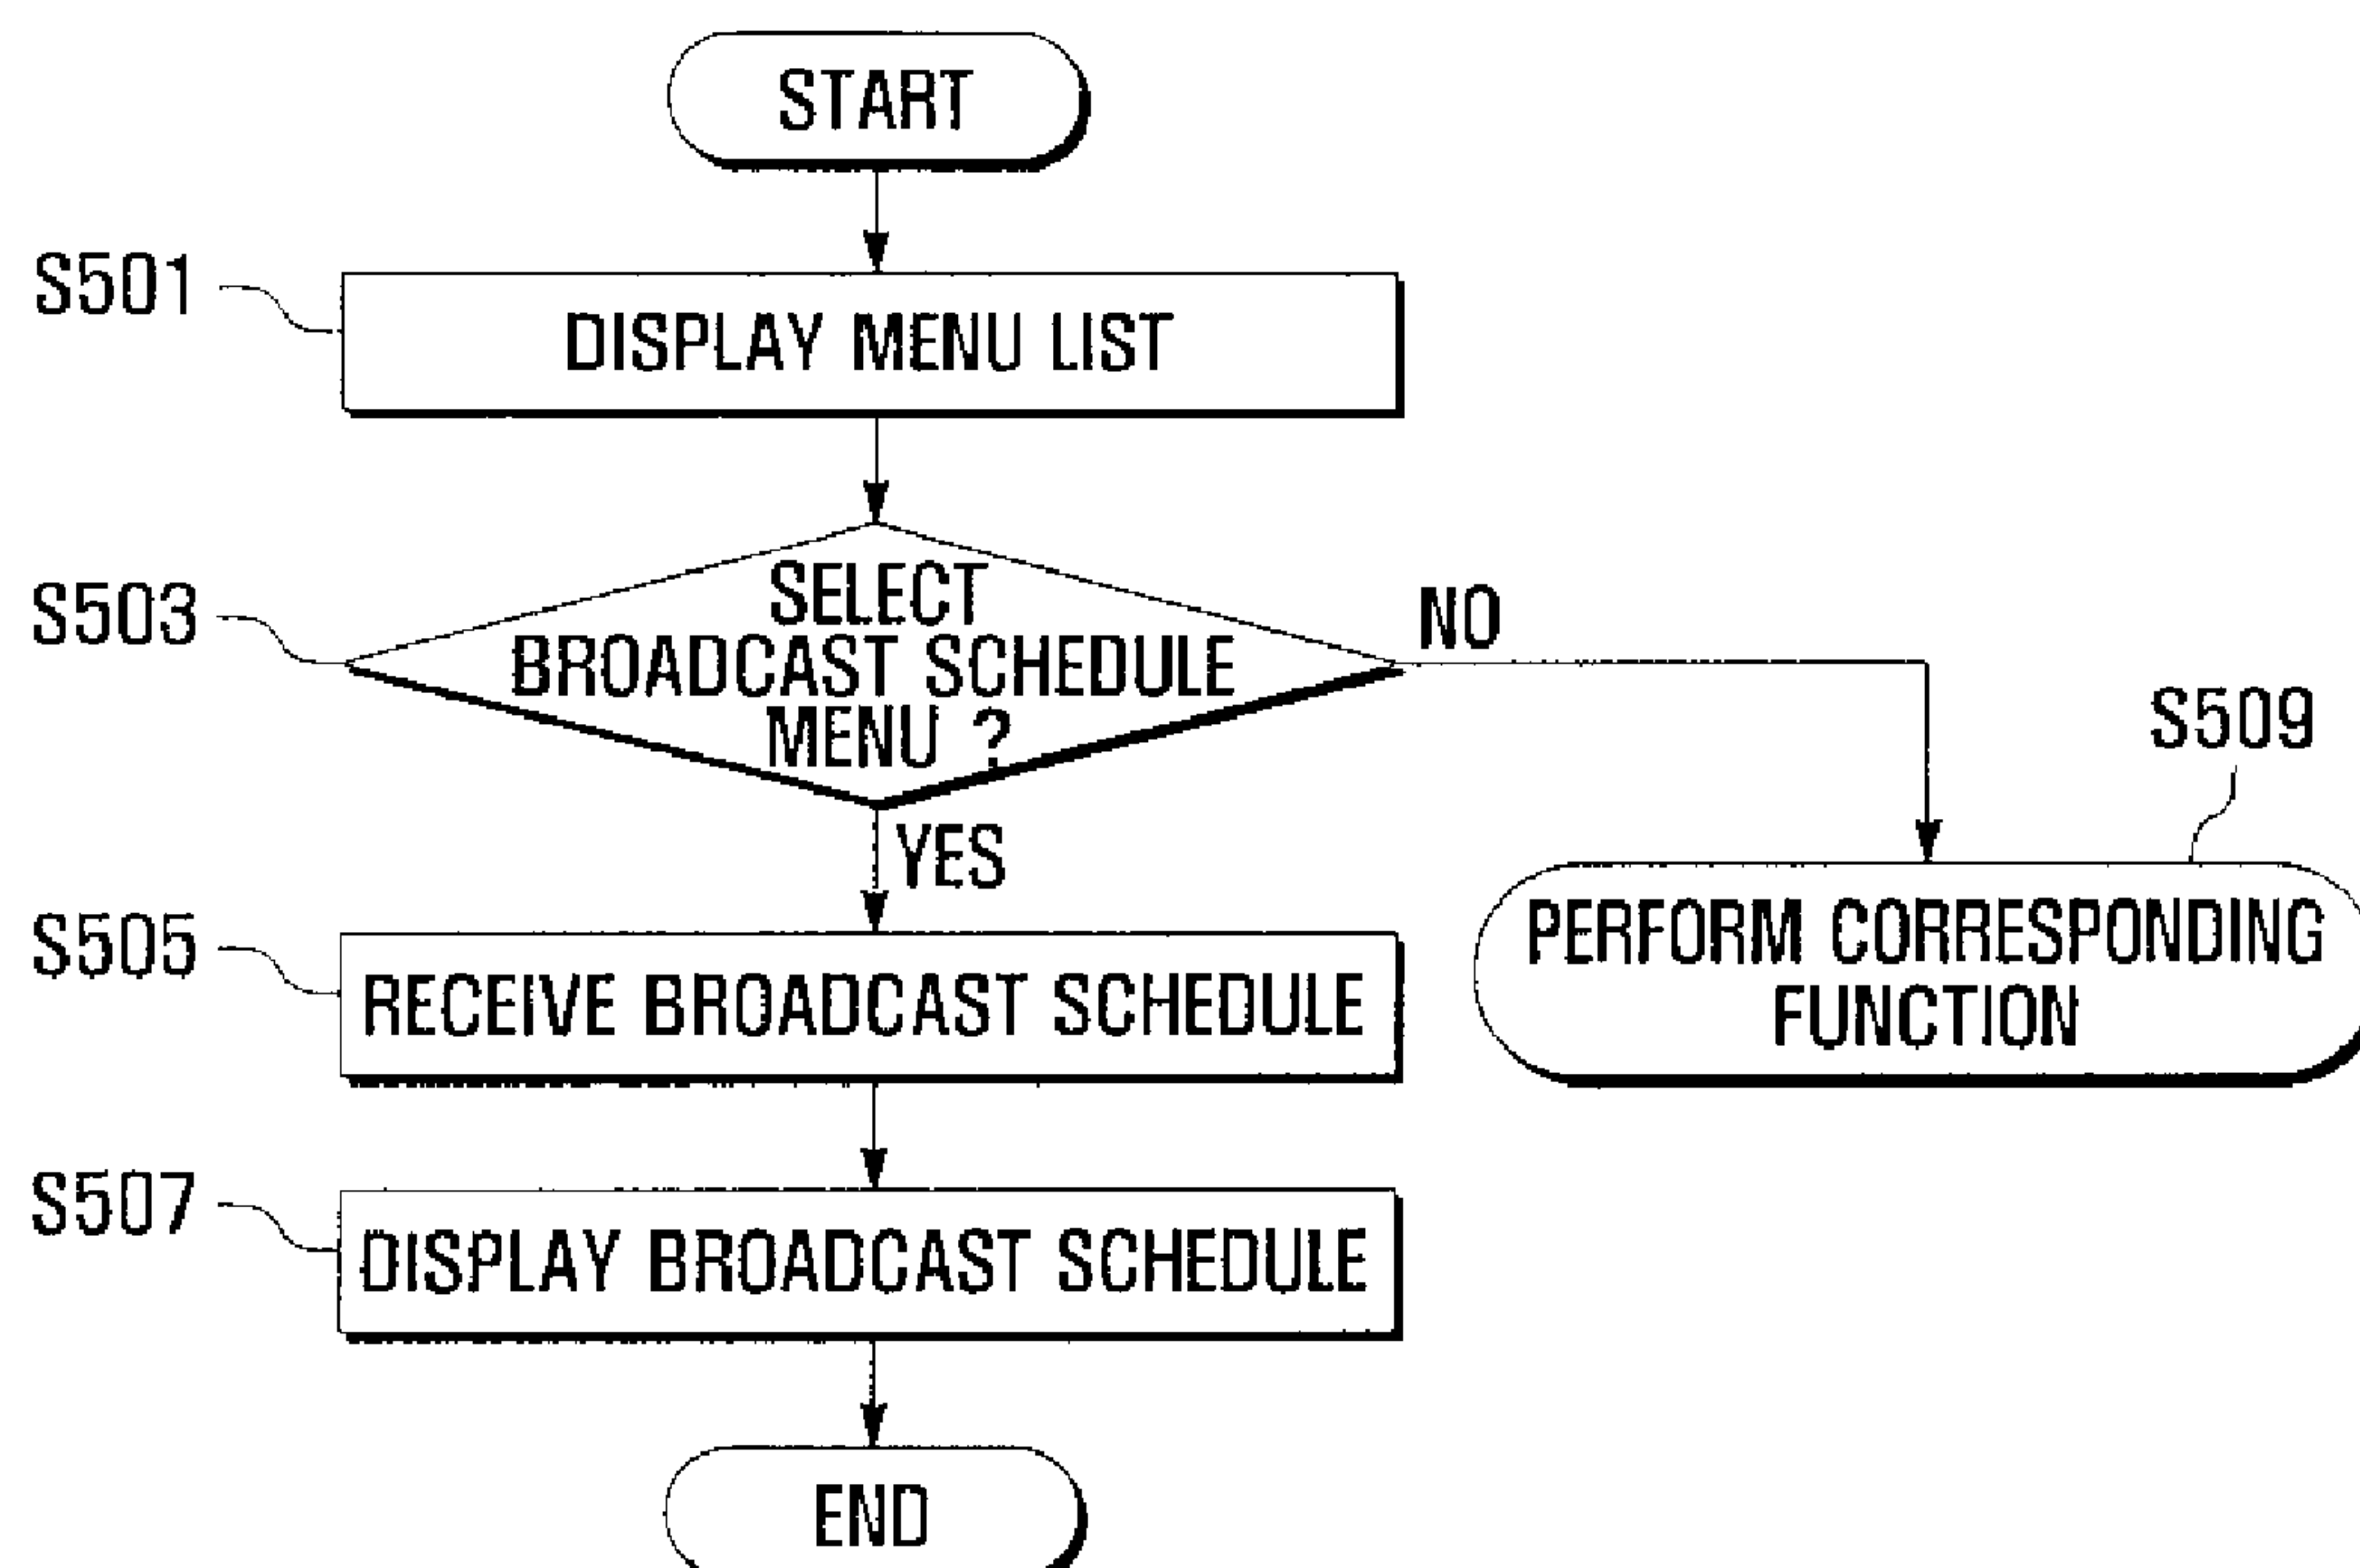 START
S501
DISPLAY MENU LIST
S503
SELECT
BROADCAST SCHEDULE
MENU ?
NO
YES
S509
PERFORM CORRESPONDING
FUNCTION
S505
RECEIVE BROADCAST SCHEDULE
S507
DISPLAY BROADCAST SCHEDULE
END